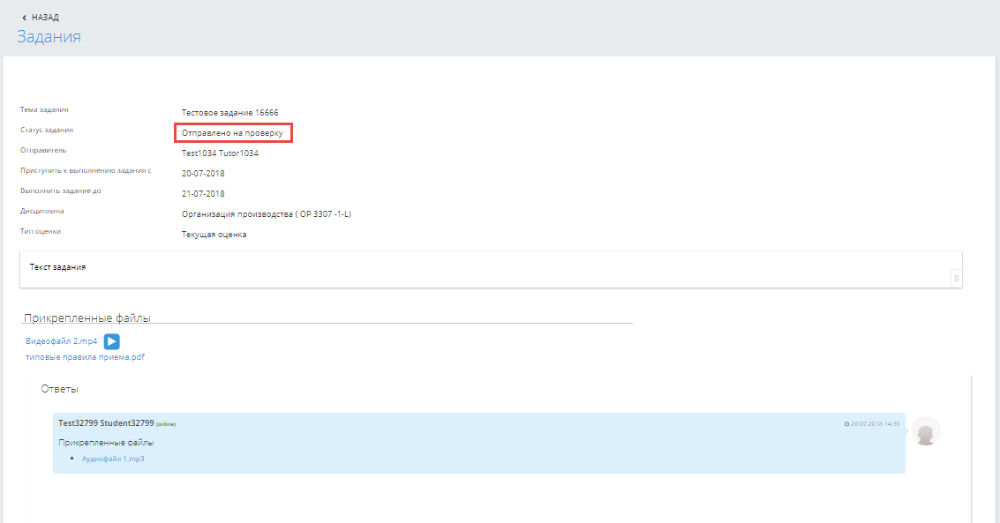 НАЗАД
Задания
Тема задания Тестовое задание 16666
Статус задания Отправлено на проверку
Отправитель Test1034 Tutor1034
Приступить к выполнению задания с 20-07-2018
Выполнить задание до 21-07-2018
Дисциплина Организация производства ( OP 3307 -1-L)
Тип оценки Текущая оценка
Текст задания
0
Прикрепленные файлы
Видеофайл 2.mp4
типовые правила приема.pdf
Ответы
Test32799 Student32799 (online) 20.07.2018 14:35
Прикрепленные файлы
• Аудиофайл 1.mp3